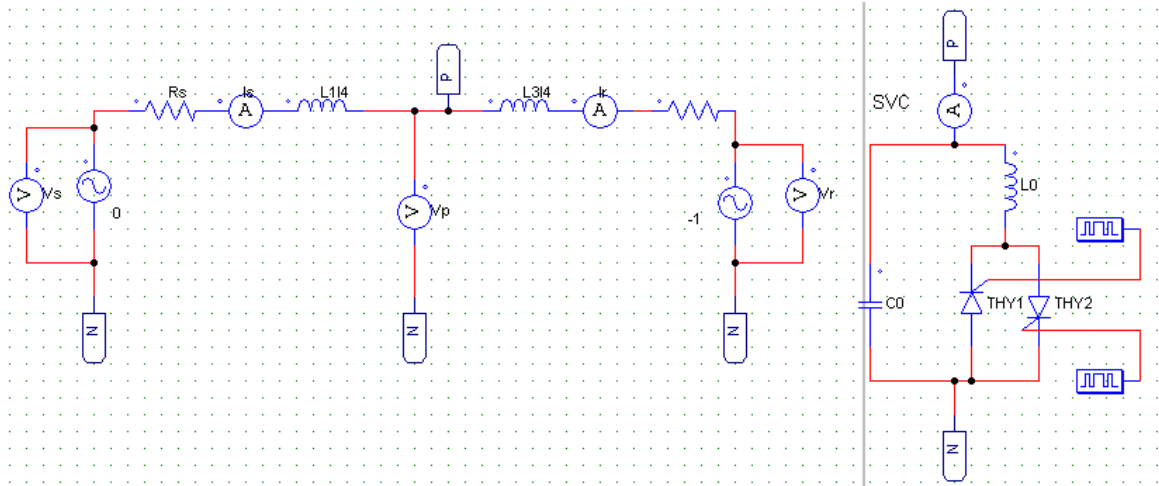 P
Rs
Is
A
L1l4
L3l4
Ir
A
V
Vs
0
V
Vp
-1
V
Vr
N
N
N
P
SVC
A
L0
C0
THY1
THY2
N